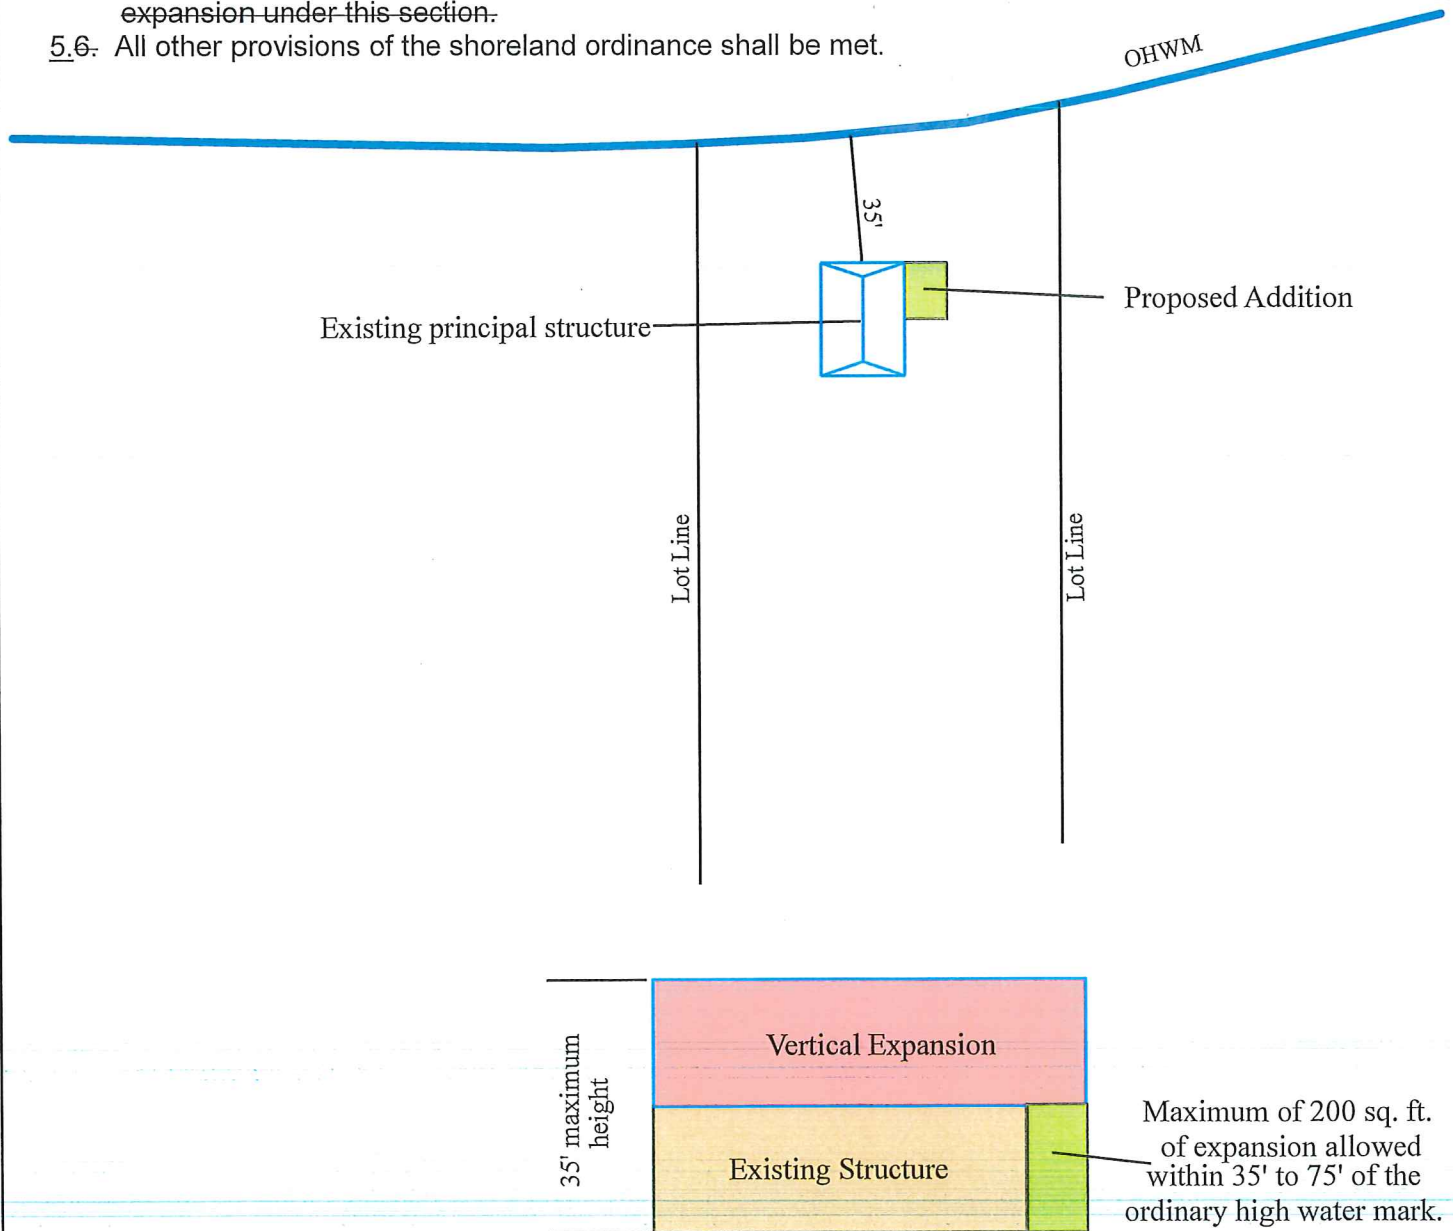 expansion under this section.
5.6. All other provisions of the shoreland ordinance shall be met.
OHWM
35'
Existing principal structure
Proposed Addition
Lot Line
Lot Line
35' maximum
height
Vertical Expansion
Existing Structure
Maximum of 200 sq. ft.
of expansion allowed
within 35' to 75' of the
ordinary high water mark.